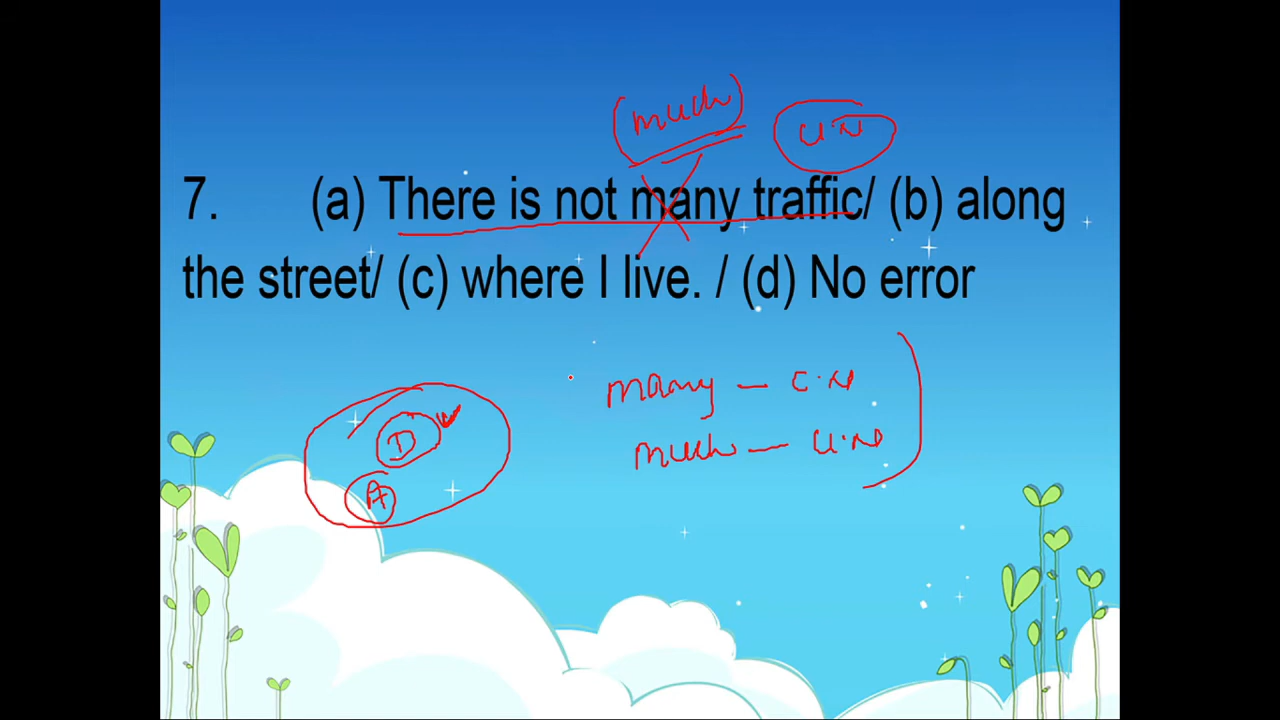 (much) U.N
7. (a) There is not many traffic/ (b) along
the street/ (c) where I live. / (d) No error
many — C.N
D
much — U.N
A